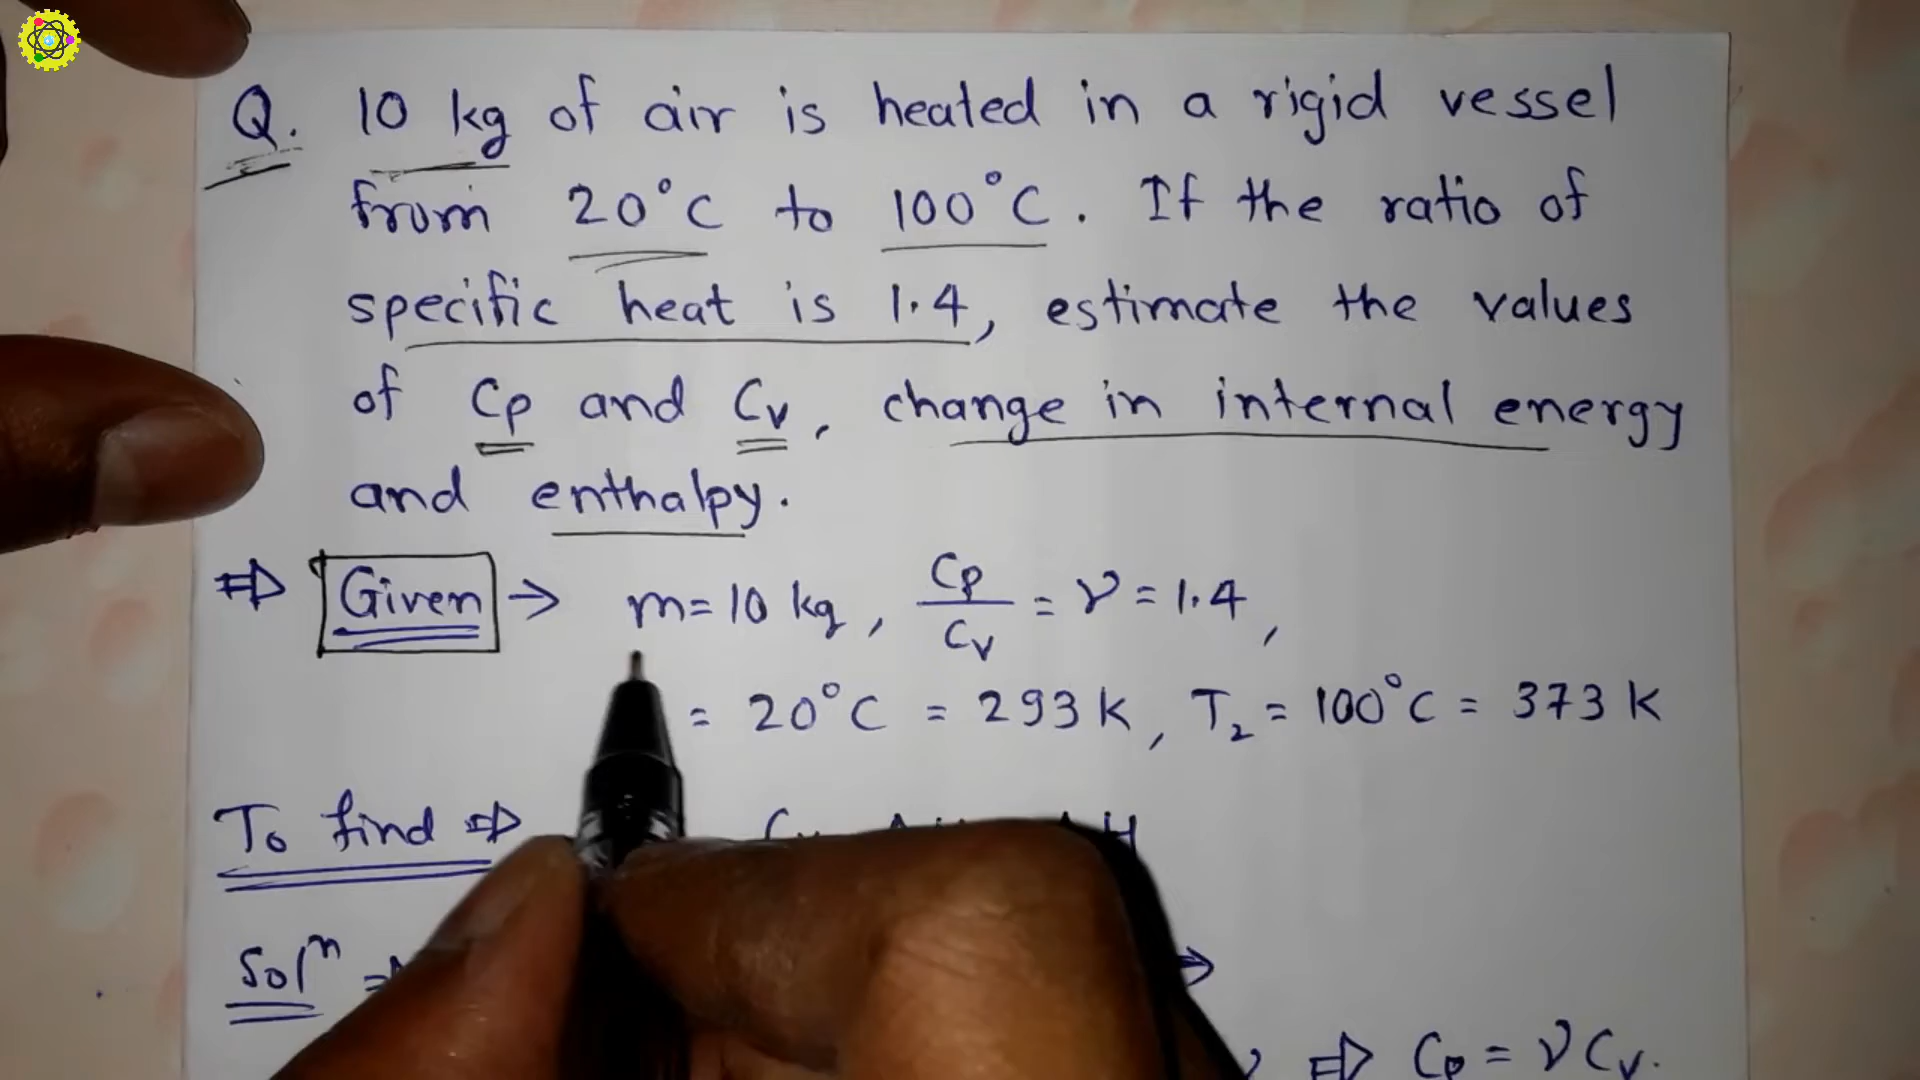 Q. 10 kg of air is heated in a rigid vessel
from 20°C to 100°C. If the ratio of
specific heat is 1.4, estimate the values
of Cp and Cv, change in internal energy
and enthalpy.
⇒ Given → m = 10 kg, Cp/Cv = γ = 1.4,
= 20°C = 293 K, T₂ = 100°C = 373 K
To find ⇒
Solⁿ ⇒ →
⇒ Cp = γ Cv.